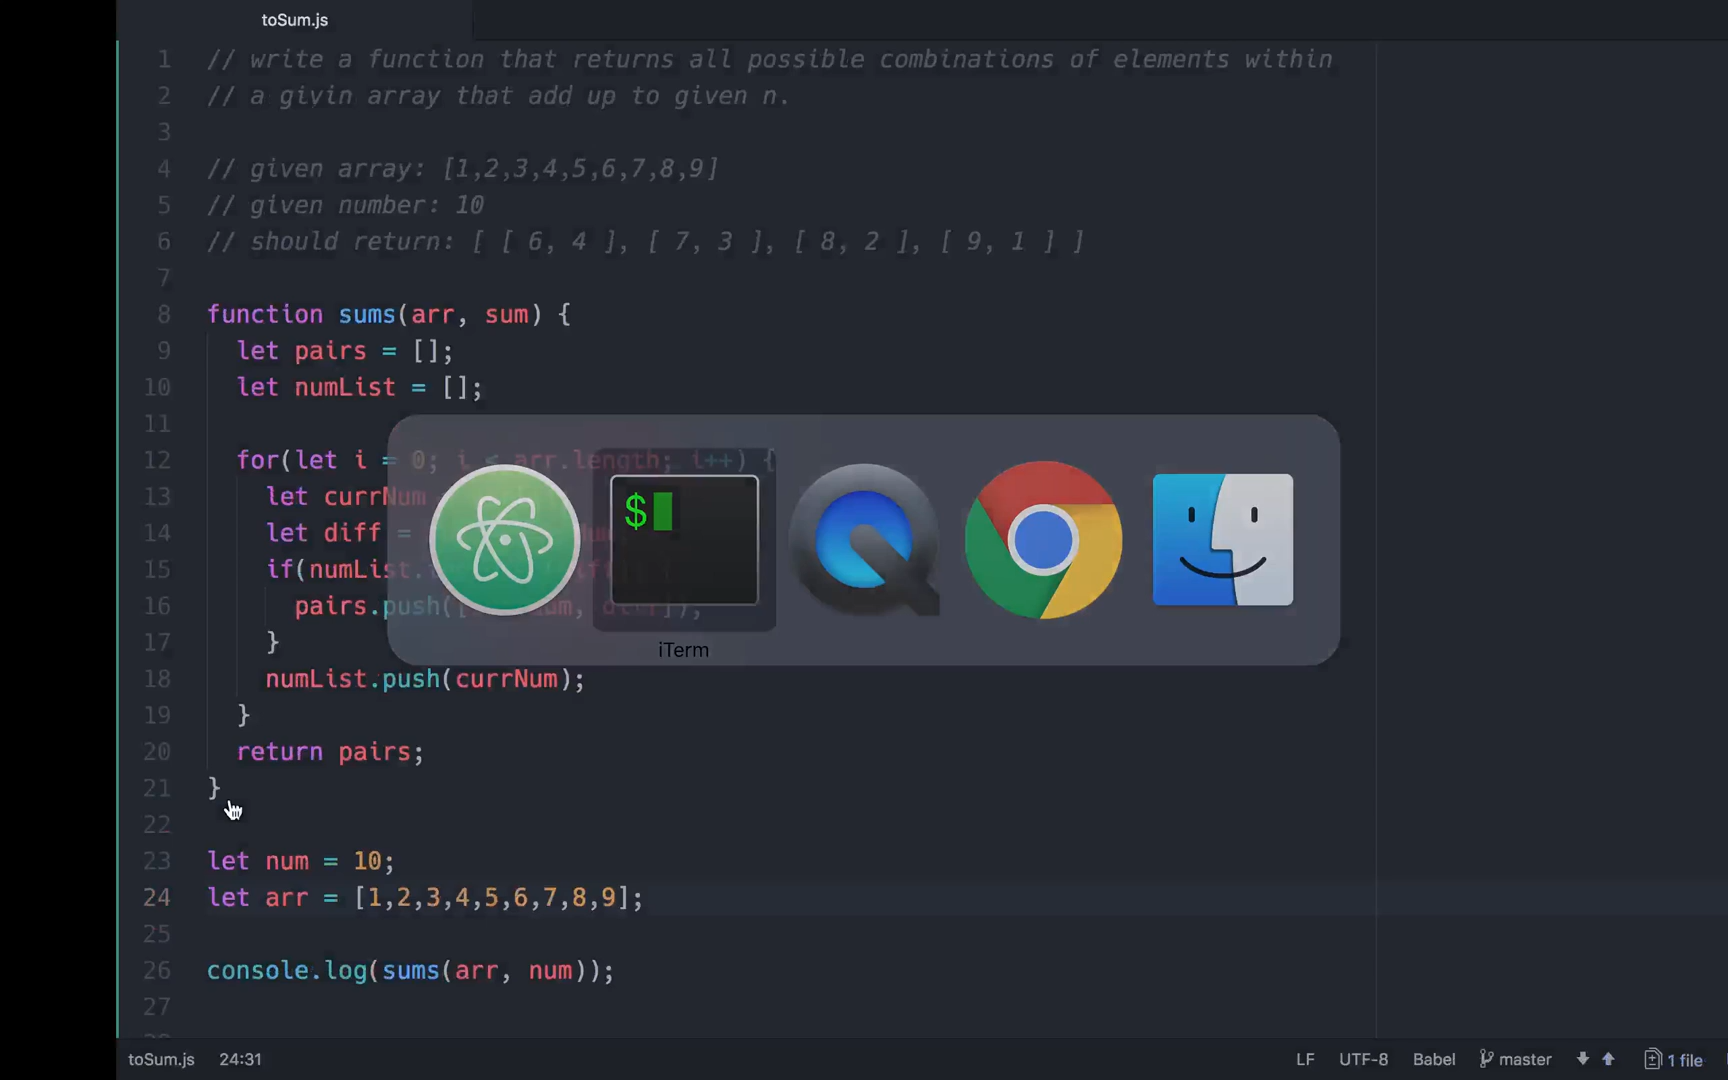 toSum.js
1 // write a function that returns all possible combinations of elements within
2 // a givin array that add up to given n.
3
4 // given array: [1,2,3,4,5,6,7,8,9]
5 // given number: 10
6 // should return: [ [ 6, 4 ], [ 7, 3 ], [ 8, 2 ], [ 9, 1 ] ]
7
8 function sums(arr, sum) {
9 let pairs = [];
10 let numList = [];
11
12 for(let i = 0; i < arr.length; i++) {
13 let currNum
14 let diff =
15 if(numList.
16 pairs.push([ num, diff]);
17 }
$
iTerm
18 numList.push(currNum);
19 }
20 return pairs;
21 }
22
23 let num = 10;
24 let arr = [1,2,3,4,5,6,7,8,9];
25
26 console.log(sums(arr, num));
27
toSum.js 24:31 LF UTF-8 Babel master 1 file